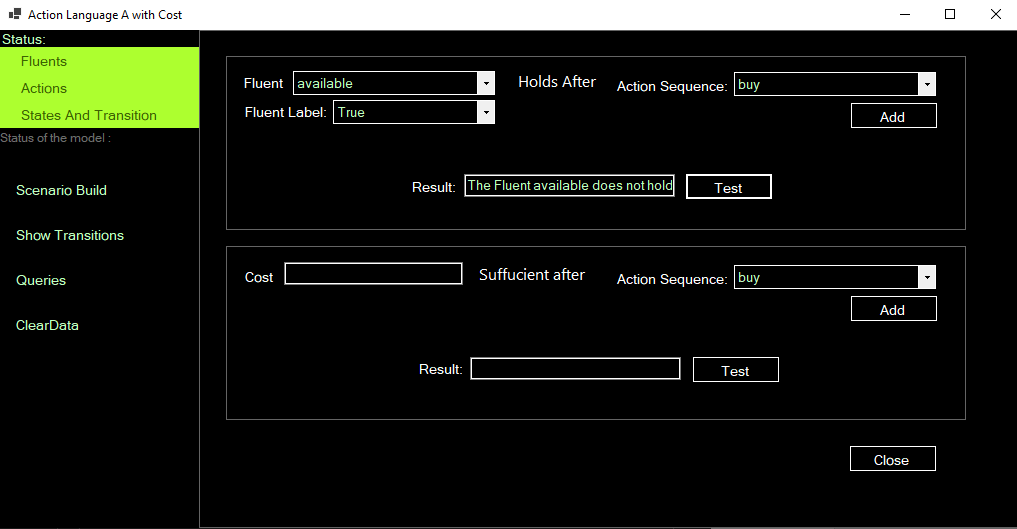 Action Language A with Cost
Status:
Fluents
Actions
States And Transition
Status of the model :
Scenario Build
Show Transitions
Queries
ClearData
Fluent available Holds After Action Sequence: buy
Fluent Label: True
Add
Result: The Fluent available does not hold Test
Cost Suffucient after Action Sequence: buy
Add
Result: Test
Close